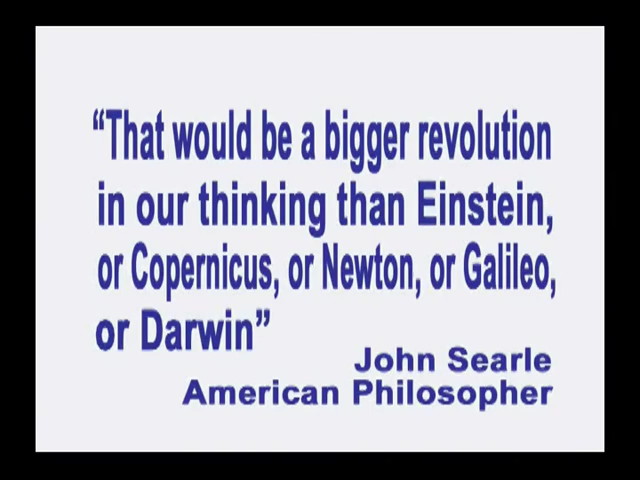 “That would be a bigger revolution
in our thinking than Einstein,
or Copernicus, or Newton, or Galileo,
or Darwin”
John Searle
American Philosopher